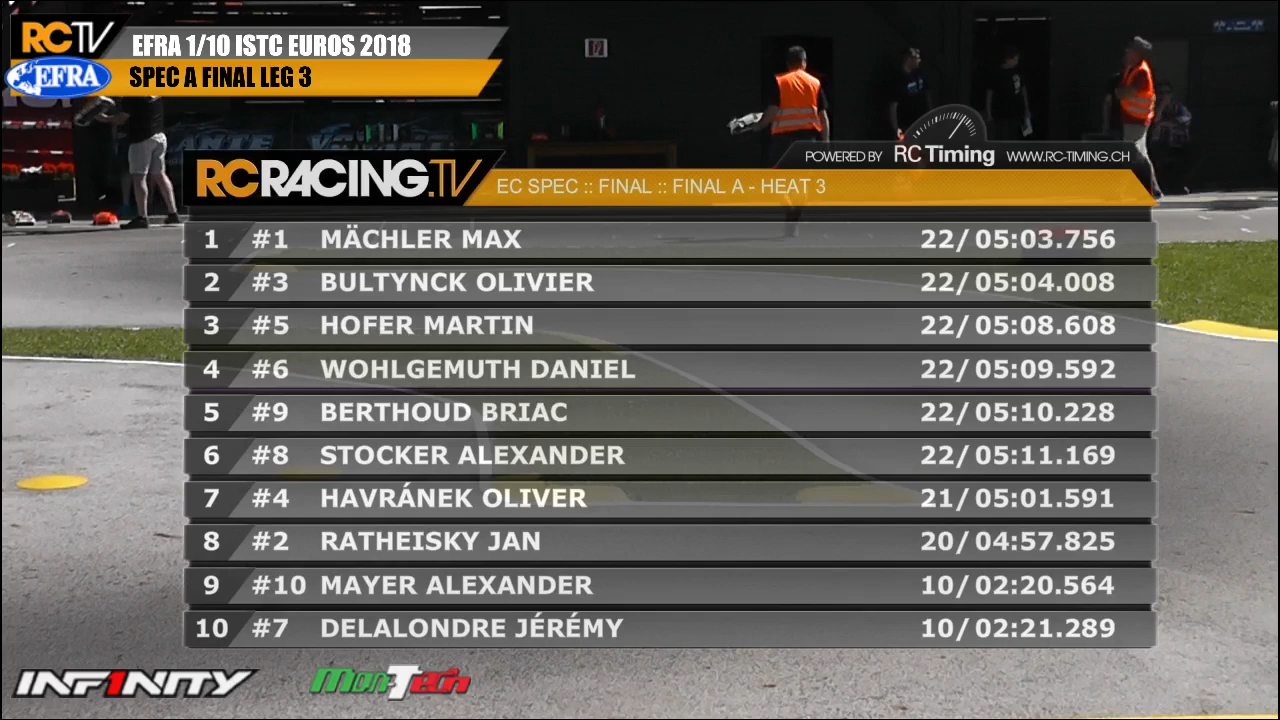 RCTV
EFRA 1/10 ISTC EUROS 2018
EFRA
SPEC A FINAL LEG 3
POWERED BY RC Timing WWW.RC-TIMING.CH
RCRACING.TV
EC SPEC :: FINAL :: FINAL A - HEAT 3
1 #1 MÄCHLER MAX 22/ 05:03.756
2 #3 BULTYNCK OLIVIER 22/ 05:04.008
3 #5 HOFER MARTIN 22/ 05:08.608
4 #6 WOHLGEMUTH DANIEL 22/ 05:09.592
5 #9 BERTHOUD BRIAC 22/ 05:10.228
6 #8 STOCKER ALEXANDER 22/ 05:11.169
7 #4 HAVRÁNEK OLIVER 21/ 05:01.591
8 #2 RATHEISKY JAN 20/ 04:57.825
9 #10 MAYER ALEXANDER 10/ 02:20.564
10 #7 DELALONDRE JÉRÉMY 10/ 02:21.289
INF1NITY
MonTech